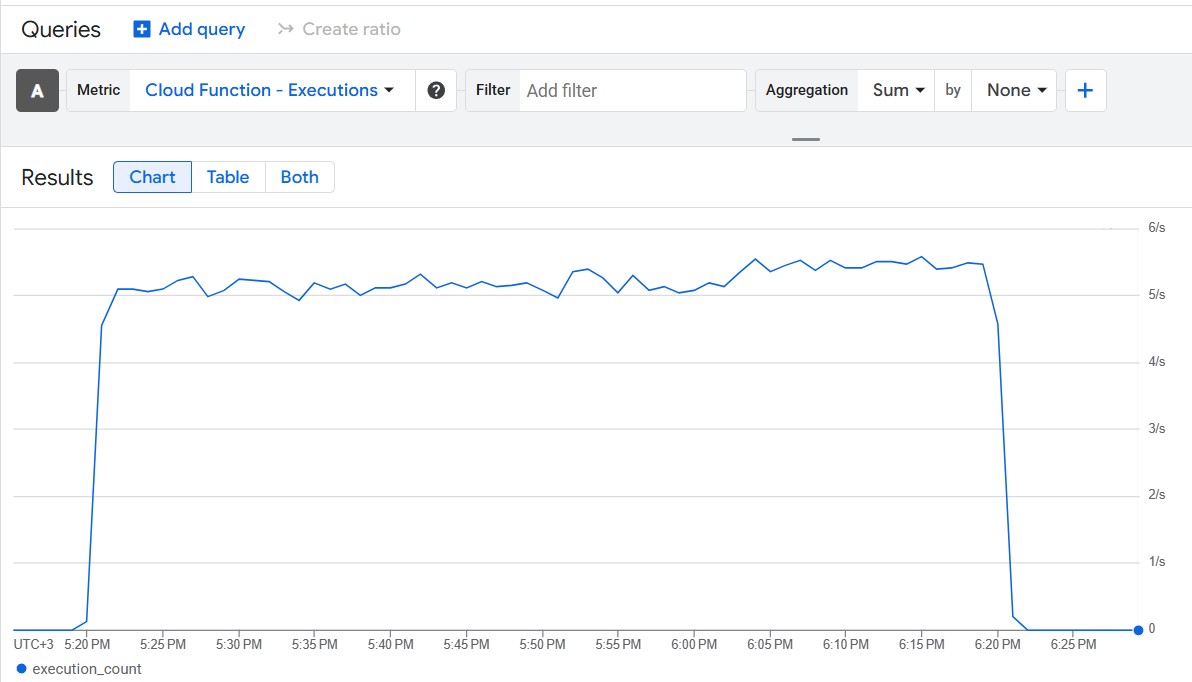 Queries Add query Create ratio
A Metric Cloud Function - Executions ? Filter Add filter Aggregation Sum by None +
Results Chart Table Both
6/s
5/s
4/s
3/s
2/s
1/s
0
UTC+3 5:20 PM 5:25 PM 5:30 PM 5:35 PM 5:40 PM 5:45 PM 5:50 PM 5:55 PM 6:00 PM 6:05 PM 6:10 PM 6:15 PM 6:20 PM 6:25 PM
execution_count